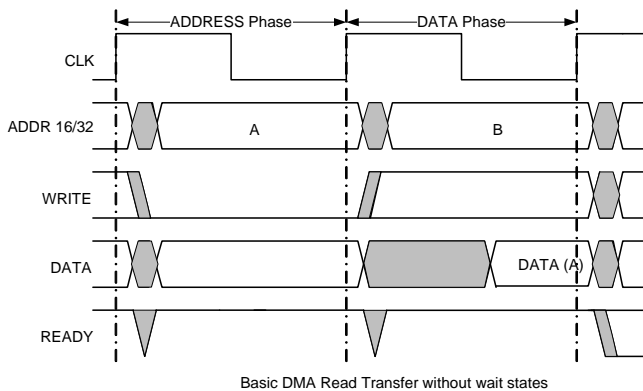 ADDRESS Phase DATA Phase
CLK
ADDR 16/32 A B
WRITE
DATA DATA (A)
READY
Basic DMA Read Transfer without wait states